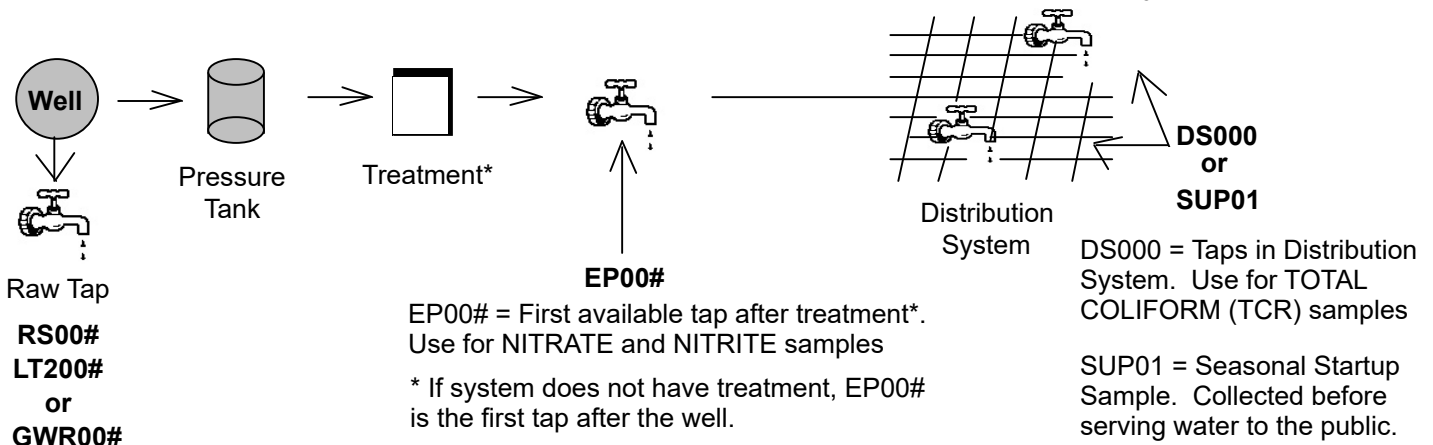 Well
Pressure
Tank
Treatment*
Raw Tap
RS00#
LT200#
or
GWR00#
EP00#
EP00# = First available tap after treatment*.
Use for NITRATE and NITRITE samples
* If system does not have treatment, EP00#
is the first tap after the well.
Distribution
System
DS000
or
SUP01
DS000 = Taps in Distribution
System. Use for TOTAL
COLIFORM (TCR) samples
SUP01 = Seasonal Startup
Sample. Collected before
serving water to the public.